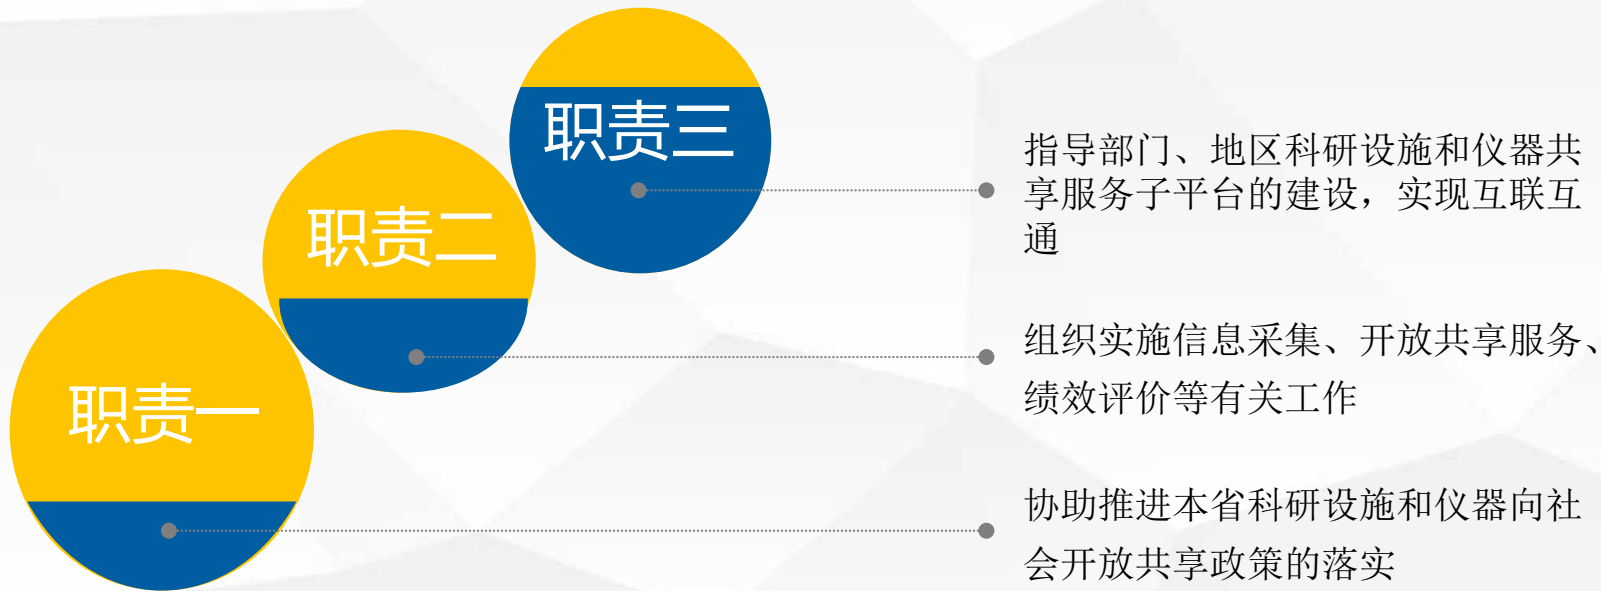 职责三
指导部门、地区科研设施和仪器共
享服务子平台的建设，实现互联互
通
职责二
组织实施信息采集、开放共享服务、
绩效评价等有关工作
职责一
协助推进本省科研设施和仪器向社
会开放共享政策的落实